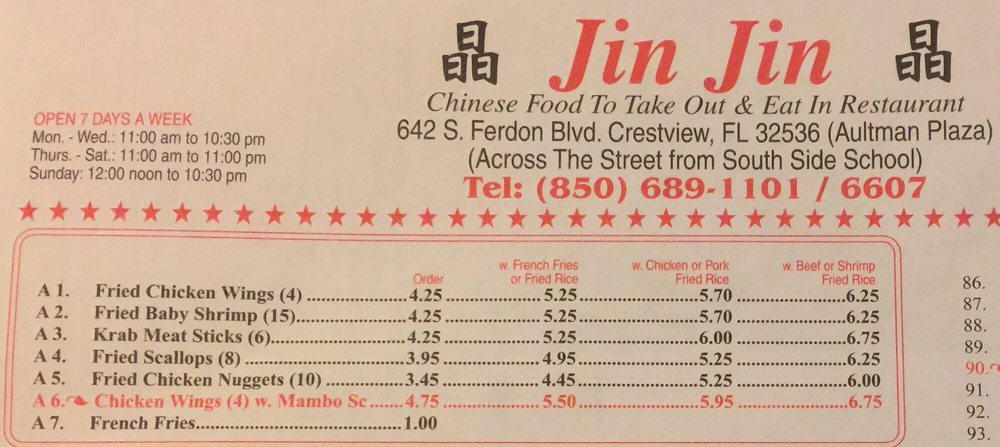 晶 Jin Jin 晶
Chinese Food To Take Out & Eat In Restaurant
642 S. Ferdon Blvd. Crestview, FL 32536 (Aultman Plaza)
(Across The Street from South Side School)
Tel: (850) 689-1101 / 6607
OPEN 7 DAYS A WEEK
Mon. - Wed.: 11:00 am to 10:30 pm
Thurs. - Sat.: 11:00 am to 11:00 pm
Sunday: 12:00 noon to 10:30 pm
Order w. French Fries or Fried Rice w. Chicken or Pork Fried Rice w. Beef or Shrimp Fried Rice
A 1. Fried Chicken Wings (4) 4.25 5.25 5.70 6.25
A 2. Fried Baby Shrimp (15) 4.25 5.25 5.70 6.25
A 3. Krab Meat Sticks (6) 4.25 5.25 6.00 6.75
A 4. Fried Scallops (8) 3.95 4.95 5.25 6.25
A 5. Fried Chicken Nuggets (10) 3.45 4.45 5.25 6.00
A 6. Chicken Wings (4) w. Mambo Sc 4.75 5.50 5.95 6.75
A 7. French Fries 1.00
86.
87.
88.
89.
90.
91.
92.
93.